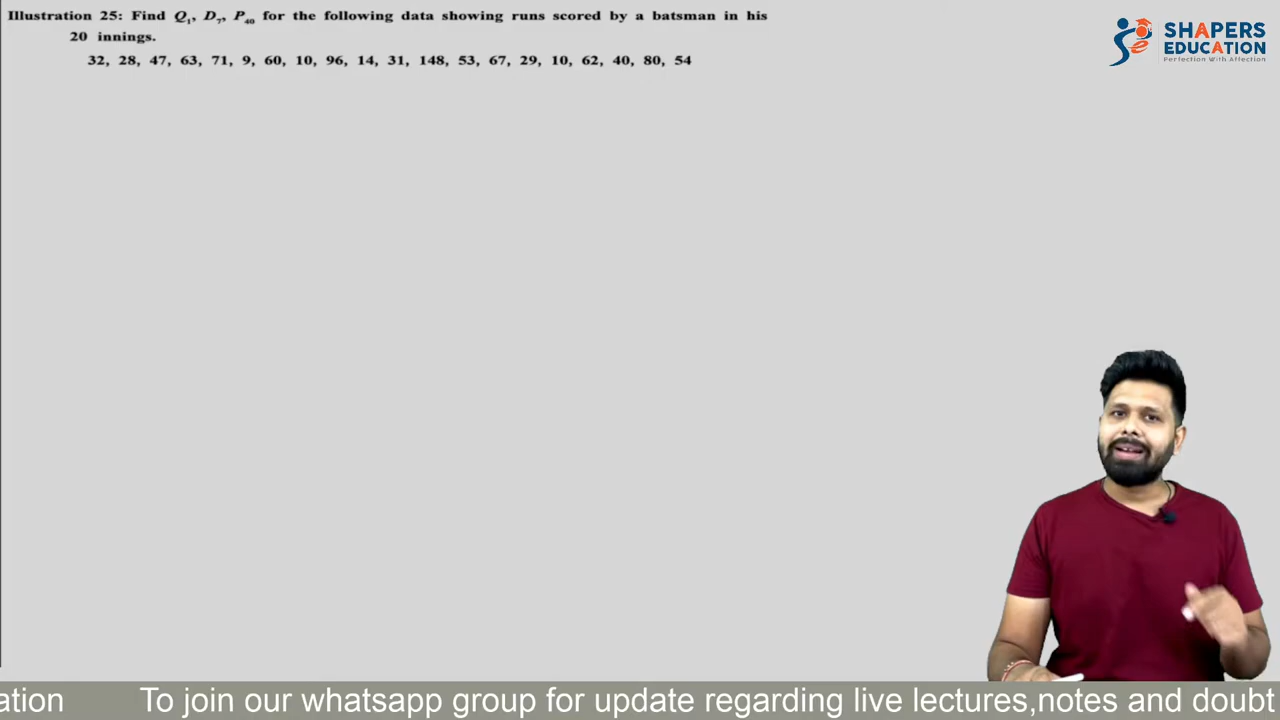 Illustration 25: Find Q1, D7, P40 for the following data showing runs scored by a batsman in his
20 innings.
32, 28, 47, 63, 71, 9, 60, 10, 96, 14, 31, 148, 53, 67, 29, 10, 62, 40, 80, 54
SHAPERS
EDUCATION
Perfection With Affection
ation To join our whatsapp group for update regarding live lectures,notes and doubt